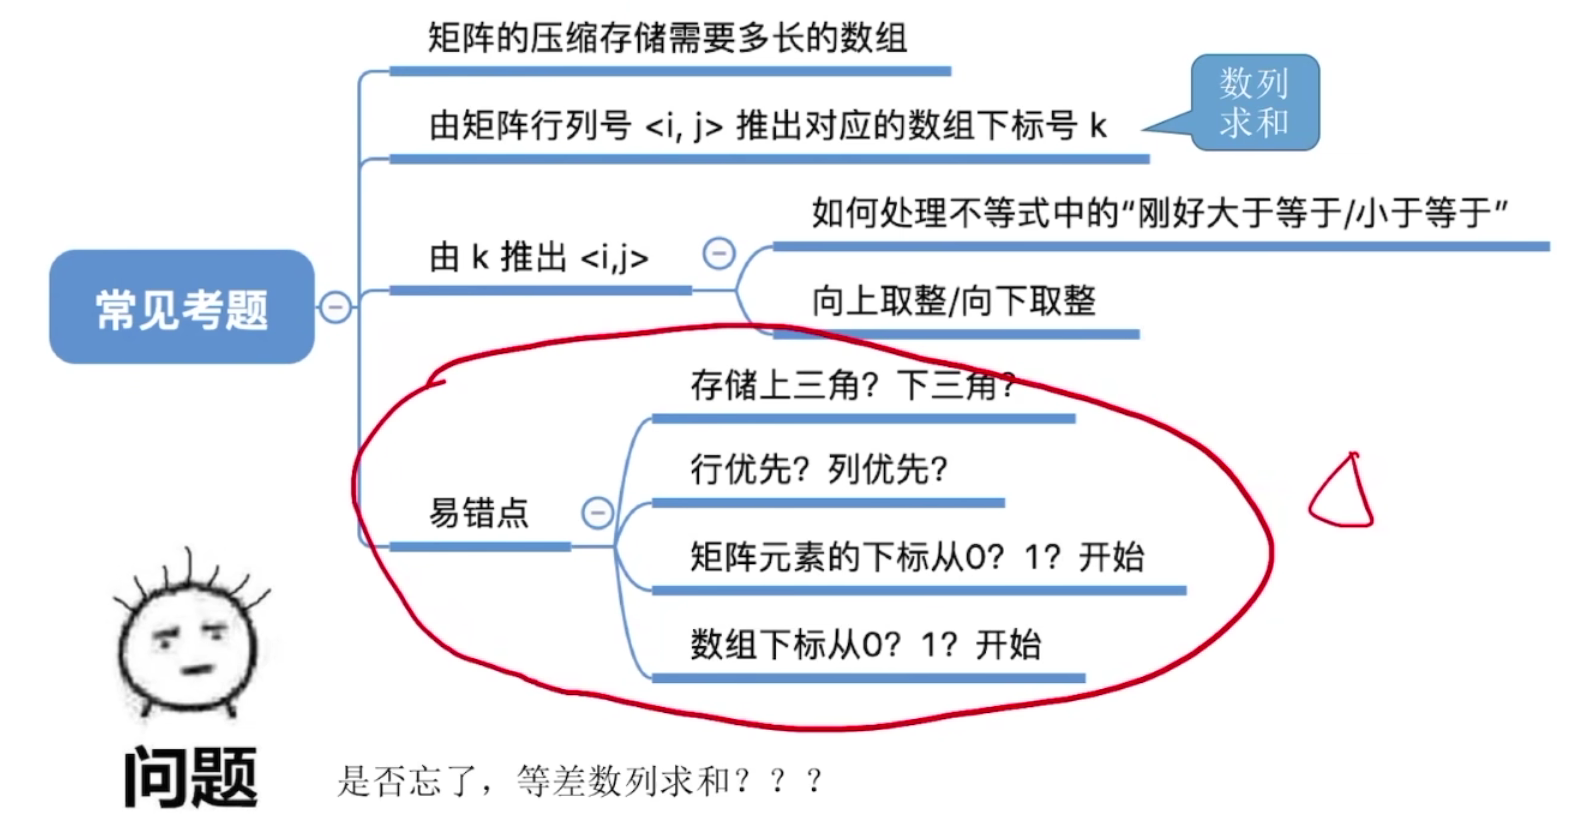 矩阵的压缩存储需要多长的数组
由矩阵行列号 <i, j> 推出对应的数组下标号 k
数列
求和
如何处理不等式中的“刚好大于等于/小于等于”
由 k 推出 <i,j>
向上取整/向下取整
常见考题
存储上三角？下三角？
行优先？列优先？
易错点
矩阵元素的下标从0？1？开始
数组下标从0？1？开始
问题
是否忘了，等差数列求和？？？